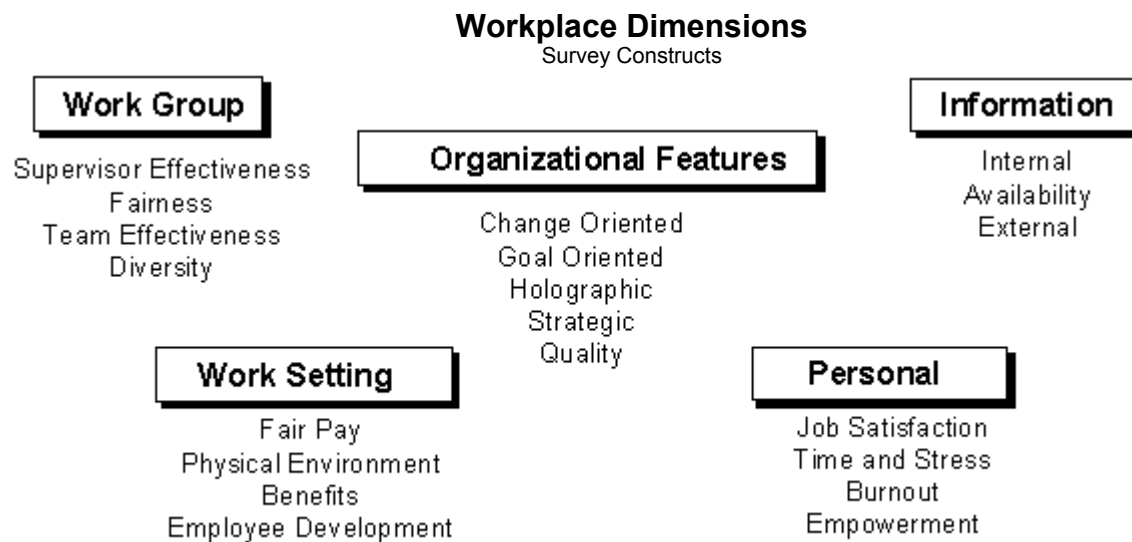 Workplace Dimensions
Survey Constructs
Work Group
Supervisor Effectiveness
Fairness
Team Effectiveness
Diversity
Organizational Features
Change Oriented
Goal Oriented
Holographic
Strategic
Quality
Information
Internal
Availability
External
Work Setting
Fair Pay
Physical Environment
Benefits
Employee Development
Personal
Job Satisfaction
Time and Stress
Burnout
Empowerment